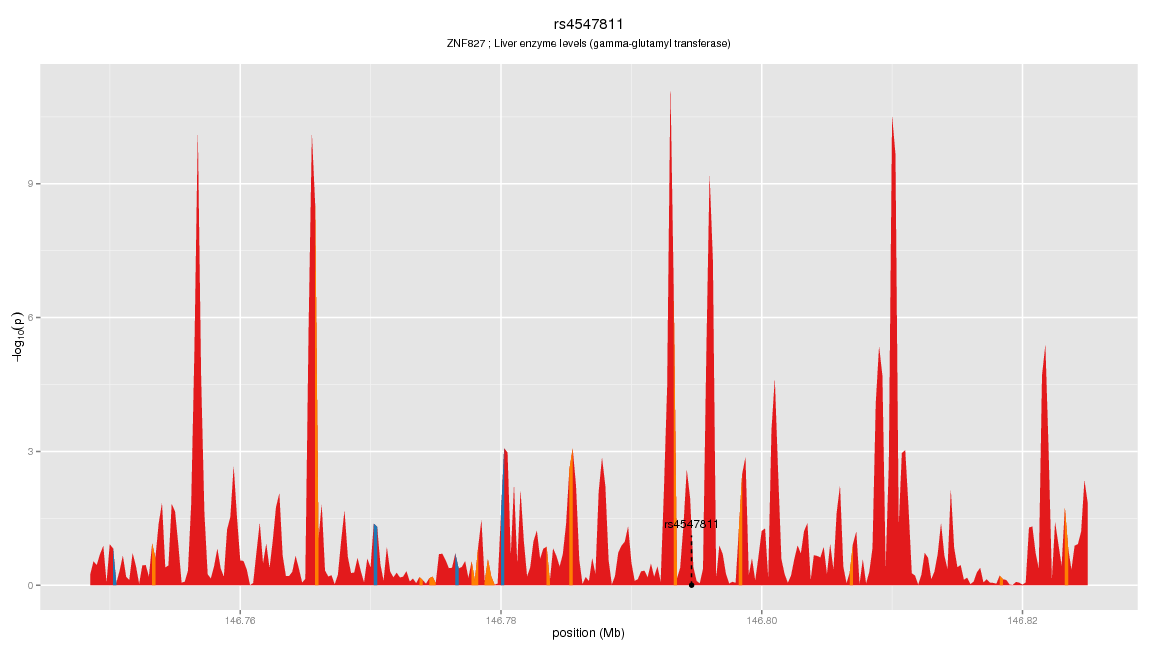 rs4547811
ZNF827 ; Liver enzyme levels (gamma-glutamyl transferase)
−log10(p)
9
6
3
0
rs4547811
146.76
146.78
146.80
146.82
position (Mb)